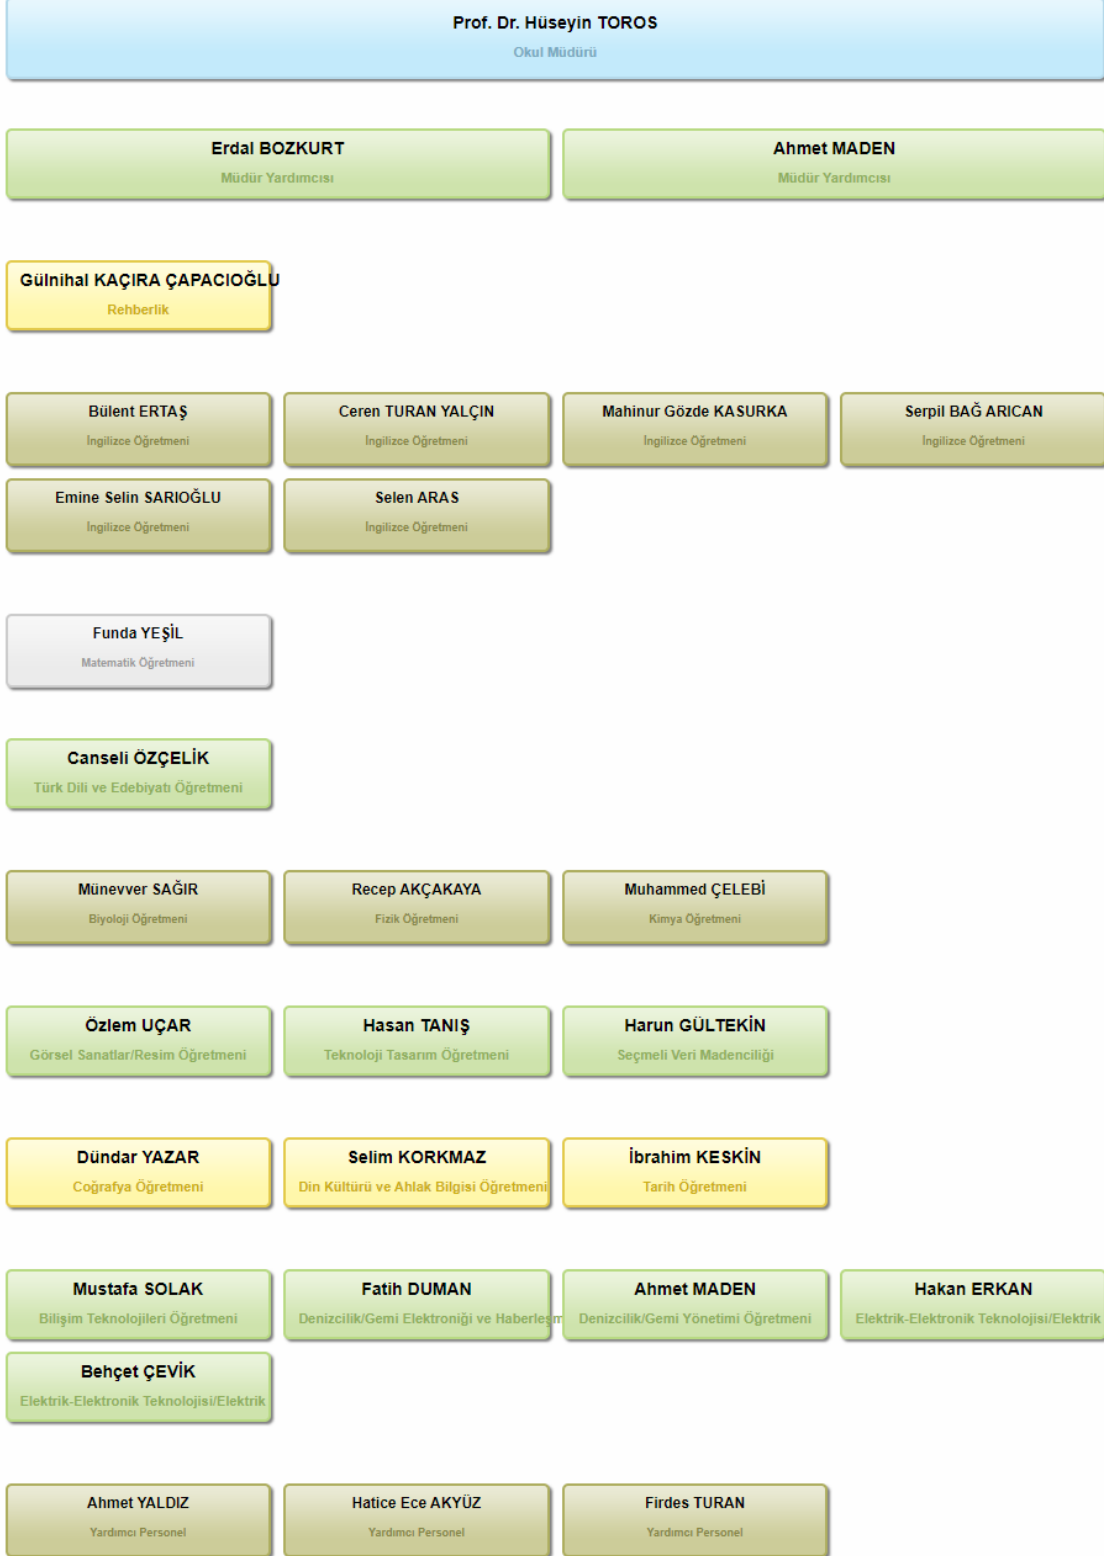 Prof. Dr. Hüseyin TOROS
Okul Müdürü
Erdal BOZKURT
Müdür Yardımcısı
Ahmet MADEN
Müdür Yardımcısı
Gülnihal KAÇIRA ÇAPACIOĞLU
Rehberlik
Bülent ERTAŞ
İngilizce Öğretmeni
Ceren TURAN YALÇIN
İngilizce Öğretmeni
Mahinur Gözde KASURKA
İngilizce Öğretmeni
Serpil BAĞ ARICAN
İngilizce Öğretmeni
Emine Selin SARIOĞLU
İngilizce Öğretmeni
Selen ARAS
İngilizce Öğretmeni
Funda YEŞİL
Matematik Öğretmeni
Canseli ÖZÇELİK
Türk Dili ve Edebiyatı Öğretmeni
Münevver SAĞIR
Biyoloji Öğretmeni
Recep AKÇAKAYA
Fizik Öğretmeni
Muhammed ÇELEBİ
Kimya Öğretmeni
Özlem UÇAR
Görsel Sanatlar/Resim Öğretmeni
Hasan TANIŞ
Teknoloji Tasarım Öğretmeni
Harun GÜLTEKİN
Seçmeli Veri Madenciliği
Dündar YAZAR
Coğrafya Öğretmeni
Selim KORKMAZ
Din Kültürü ve Ahlak Bilgisi Öğretmeni
İbrahim KESKİN
Tarih Öğretmeni
Mustafa SOLAK
Bilişim Teknolojileri Öğretmeni
Fatih DUMAN
Denizcilik/Gemi Elektroniği ve Haberleşm
Ahmet MADEN
Denizcilik/Gemi Yönetimi Öğretmeni
Hakan ERKAN
Elektrik-Elektronik Teknolojisi/Elektrik
Behçet ÇEVİK
Elektrik-Elektronik Teknolojisi/Elektrik
Ahmet YALDIZ
Yardımcı Personel
Hatice Ece AKYÜZ
Yardımcı Personel
Firdes TURAN
Yardımcı Personel